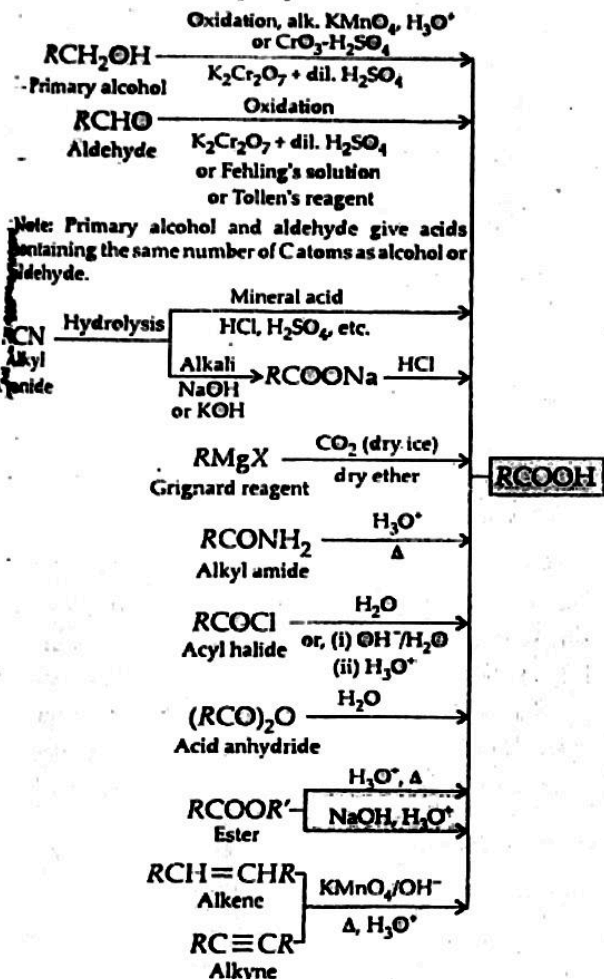 Oxidation, alk. KMnO₄, H₃O⁺
or CrO₃-H₂SO₄
RCH₂OH
Primary alcohol
K₂Cr₂O₇ + dil. H₂SO₄
RCHO
Aldehyde
Oxidation
K₂Cr₂O₇ + dil. H₂SO₄
or Fehling's solution
or Tollen's reagent
Note: Primary alcohol and aldehyde give acids
containing the same number of C atoms as alcohol or
aldehyde.
CN
Alkyl
Hydrolysis
Mineral acid
HCl, H₂SO₄, etc.
Alkali
NaOH
or KOH
RCOONa
HCl
RMgX
Grignard reagent
CO₂ (dry ice)
dry ether
RCOOH
RCONH₂
Alkyl amide
H₃O⁺
Δ
RCOCl
Acyl halide
H₂O
or, (i) OH⁻/H₂O
(ii) H₃O⁺
(RCO)₂O
Acid anhydride
H₂O
RCOOR′
Ester
H₃O⁺, Δ
NaOH, H₃O⁺
RCH=CHR
Alkene
RC≡CR
Alkyne
KMnO₄/OH⁻
Δ, H₃O⁺